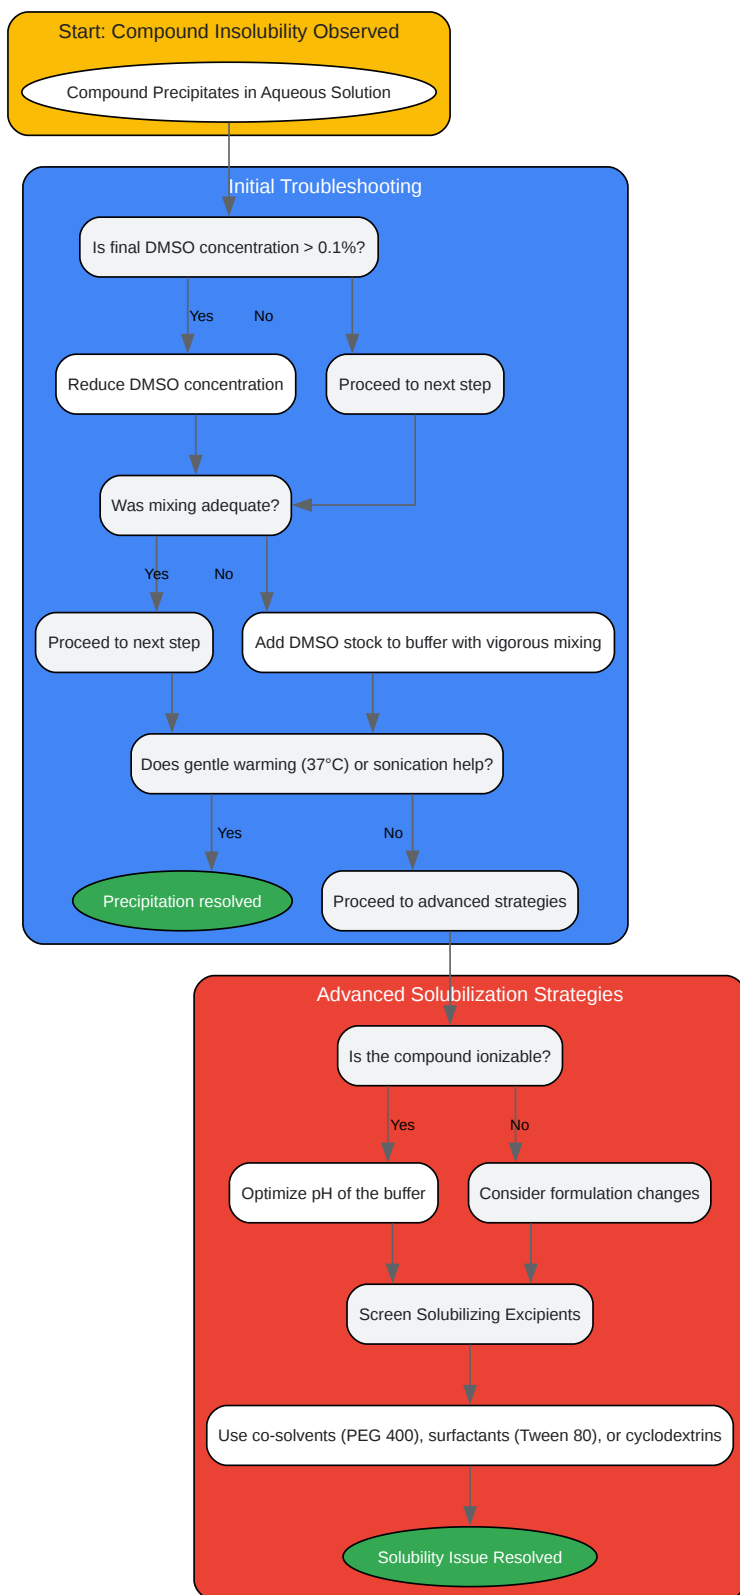 Start: Compound Insolubility Observed
Compound Precipitates in Aqueous Solution
Initial Troubleshooting
Is final DMSO concentration > 0.1%?
Yes
No
Reduce DMSO concentration
Proceed to next step
Was mixing adequate?
Yes
No
Proceed to next step
Add DMSO stock to buffer with vigorous mixing
Does gentle warming (37°C) or sonication help?
Yes
No
Precipitation resolved
Proceed to advanced strategies
Advanced Solubilization Strategies
Is the compound ionizable?
Yes
No
Optimize pH of the buffer
Consider formulation changes
Screen Solubilizing Excipients
Use co-solvents (PEG 400), surfactants (Tween 80), or cyclodextrins
Solubility Issue Resolved